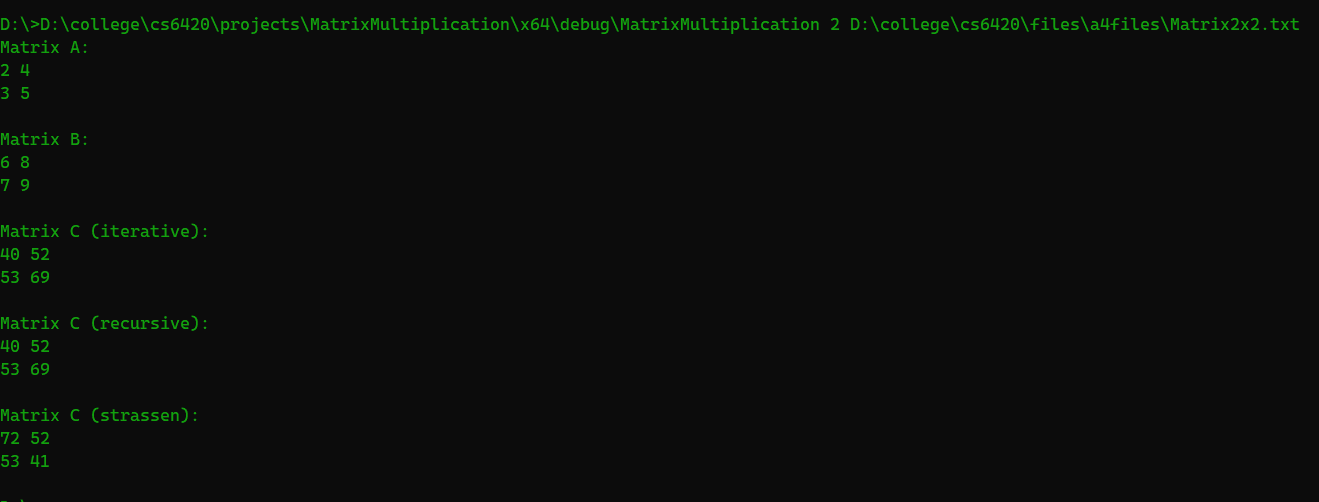 D:\>D:\college\cs6420\projects\MatrixMultiplication\x64\debug\MatrixMultiplication 2 D:\college\cs6420\files\a4files\Matrix2x2.txt
Matrix A:
2 4
3 5
Matrix B:
6 8
7 9
Matrix C (iterative):
40 52
53 69
Matrix C (recursive):
40 52
53 69
Matrix C (strassen):
72 52
53 41